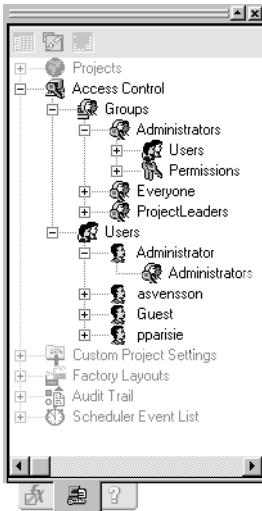 Projects
Access Control
Groups
Administrators
Users
Permissions
Everyone
ProjectLeaders
Users
Administrator
Administrators
asvensson
Guest
pparisie
Custom Project Settings
Factory Layouts
Audit Trail
Scheduler Event List